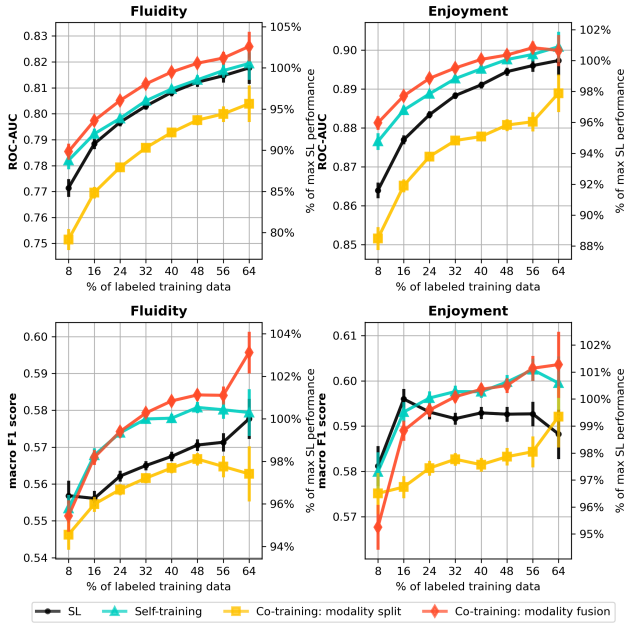 Fluidity
ROC-AUC
0.83
0.82
0.81
0.80
0.79
0.78
0.77
0.76
0.75
105%
100%
95%
90%
85%
80%
% of max SL performance
8 16 24 32 40 48 56 64
% of labeled training data
Enjoyment
ROC-AUC
0.90
0.89
0.88
0.87
0.86
0.85
102%
100%
98%
96%
94%
92%
90%
88%
% of max SL performance
8 16 24 32 40 48 56 64
% of labeled training data
Fluidity
macro F1 score
0.60
0.59
0.58
0.57
0.56
0.55
0.54
104%
102%
100%
98%
96%
94%
% of max SL performance
8 16 24 32 40 48 56 64
% of labeled training data
Enjoyment
macro F1 score
0.61
0.60
0.59
0.58
0.57
102%
101%
100%
99%
98%
97%
96%
95%
% of max SL performance
8 16 24 32 40 48 56 64
% of labeled training data
SL Self-training Co-training: modality split Co-training: modality fusion